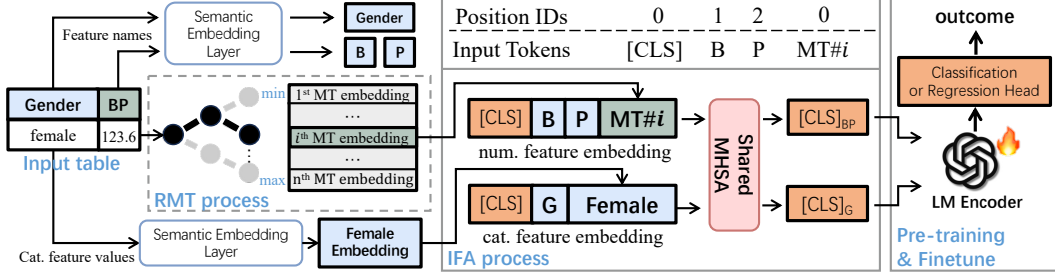 Feature names
Semantic
Embedding
Layer
Gender
B P
Gender BP
female 123.6
Input table
min
max
1st MT embedding
...
ith MT embedding
...
nth MT embedding
RMT process
Cat. feature values
Semantic Embedding
Layer
Female
Embedding
Position IDs 0 1 2 0
Input Tokens [CLS] B P MT#i
[CLS] B P MT#i
num. feature embedding
[CLS] G Female
cat. feature embedding
IFA process
Shared
MHSA
[CLS]BP
[CLS]G
outcome
Classification
or Regression Head
LM Encoder
Pre-training
& Finetune